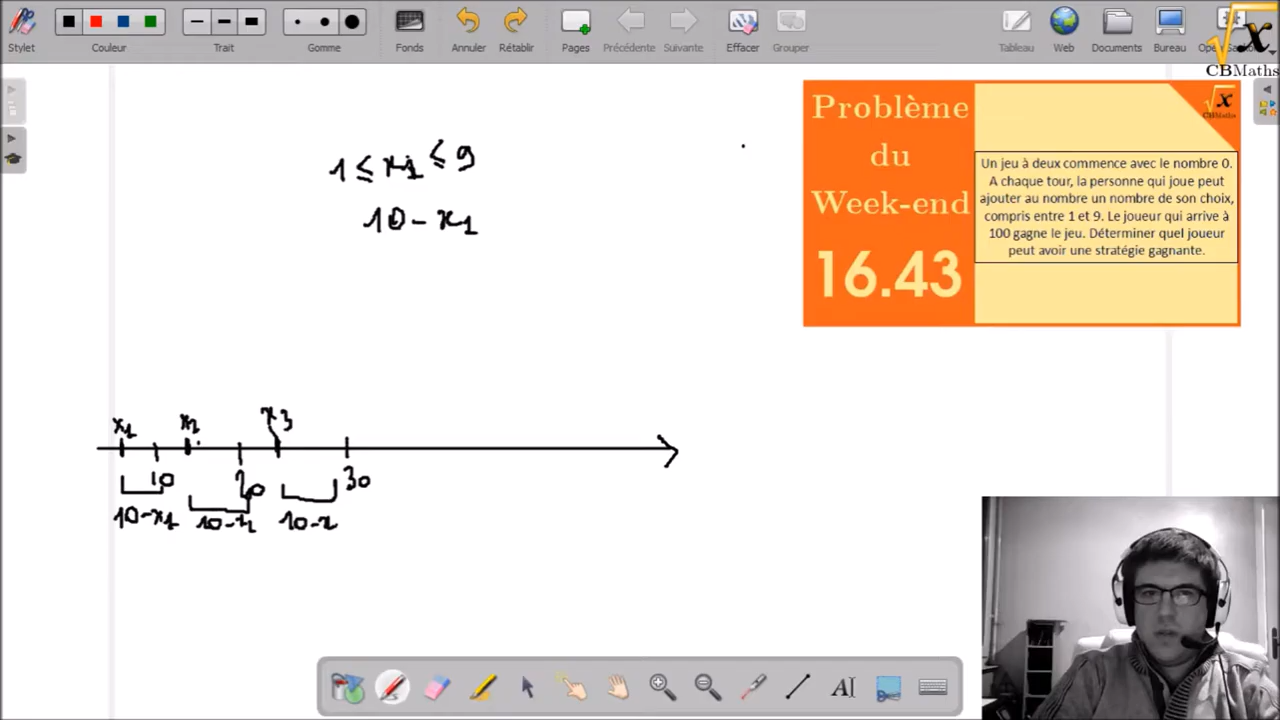 Stylet
Couleur
Trait
Gomme
Fonds
Annuler
Rétablir
Pages
Précédente
Suivante
Effacer
Grouper
Tableau
Web
Documents
Bureau
√x
CBMaths
1 ≤ x1 ≤ 9
10 - x1
Problème
du
Week-end
16.43
Un jeu à deux commence avec le nombre 0.
A chaque tour, la personne qui joue peut
ajouter au nombre un nombre de son choix,
compris entre 1 et 9. Le joueur qui arrive à
100 gagne le jeu. Déterminer quel joueur
peut avoir une stratégie gagnante.
√x
CBMaths
x1 x2 x3
10 20 30
10-x1 10-x2 10-x
AI